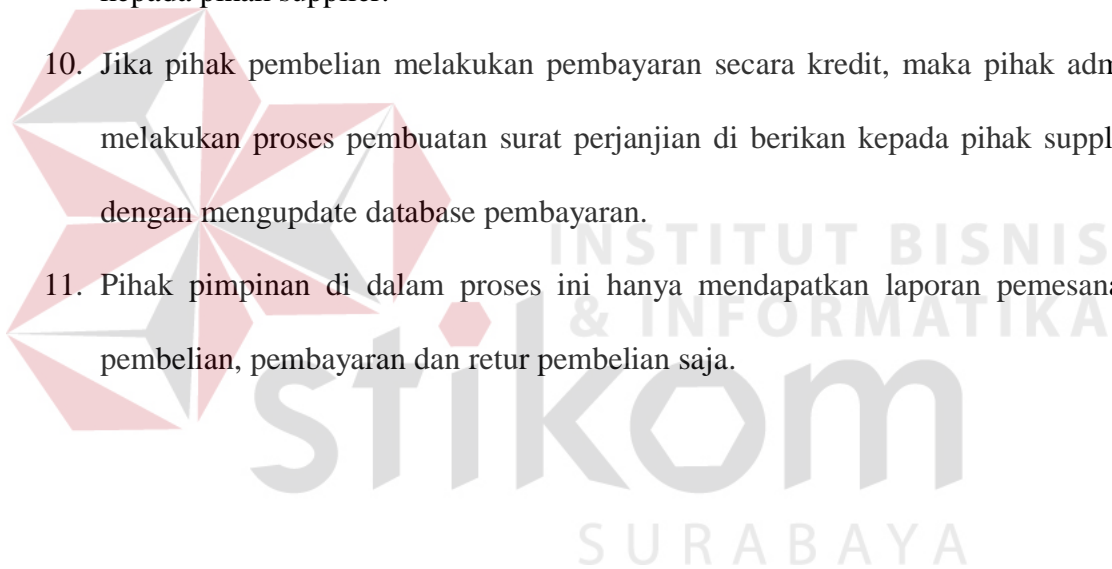 kepada pihak supplier.
10. Jika pihak pembelian melakukan pembayaran secara kredit, maka pihak adm
melakukan proses pembuatan surat perjanjian di berikan kepada pihak suppl
dengan mengupdate database pembayaran.
INSTITUT BISNIS
11. Pihak pimpinan di dalam proses ini hanya mendapatkan laporan pemesana
& INFORMATIKA
pembelian, pembayaran dan retur pembelian saja.
stikom
SURABAYA